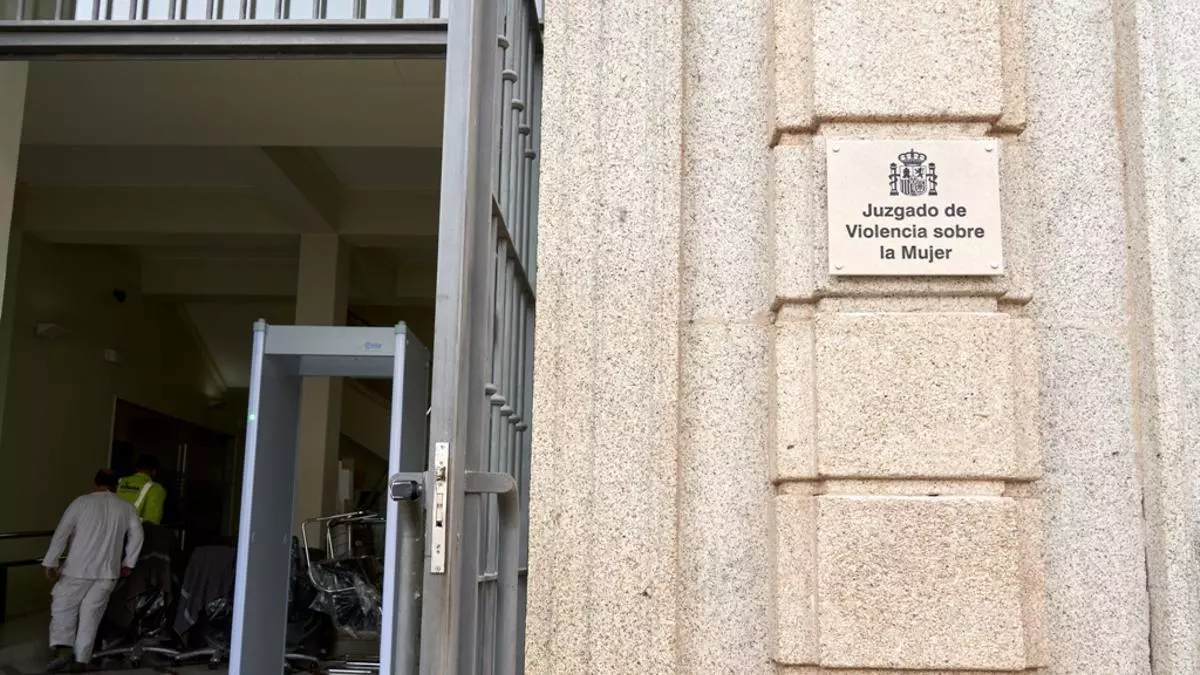 Juzgado de
Violencia sobre
la Mujer